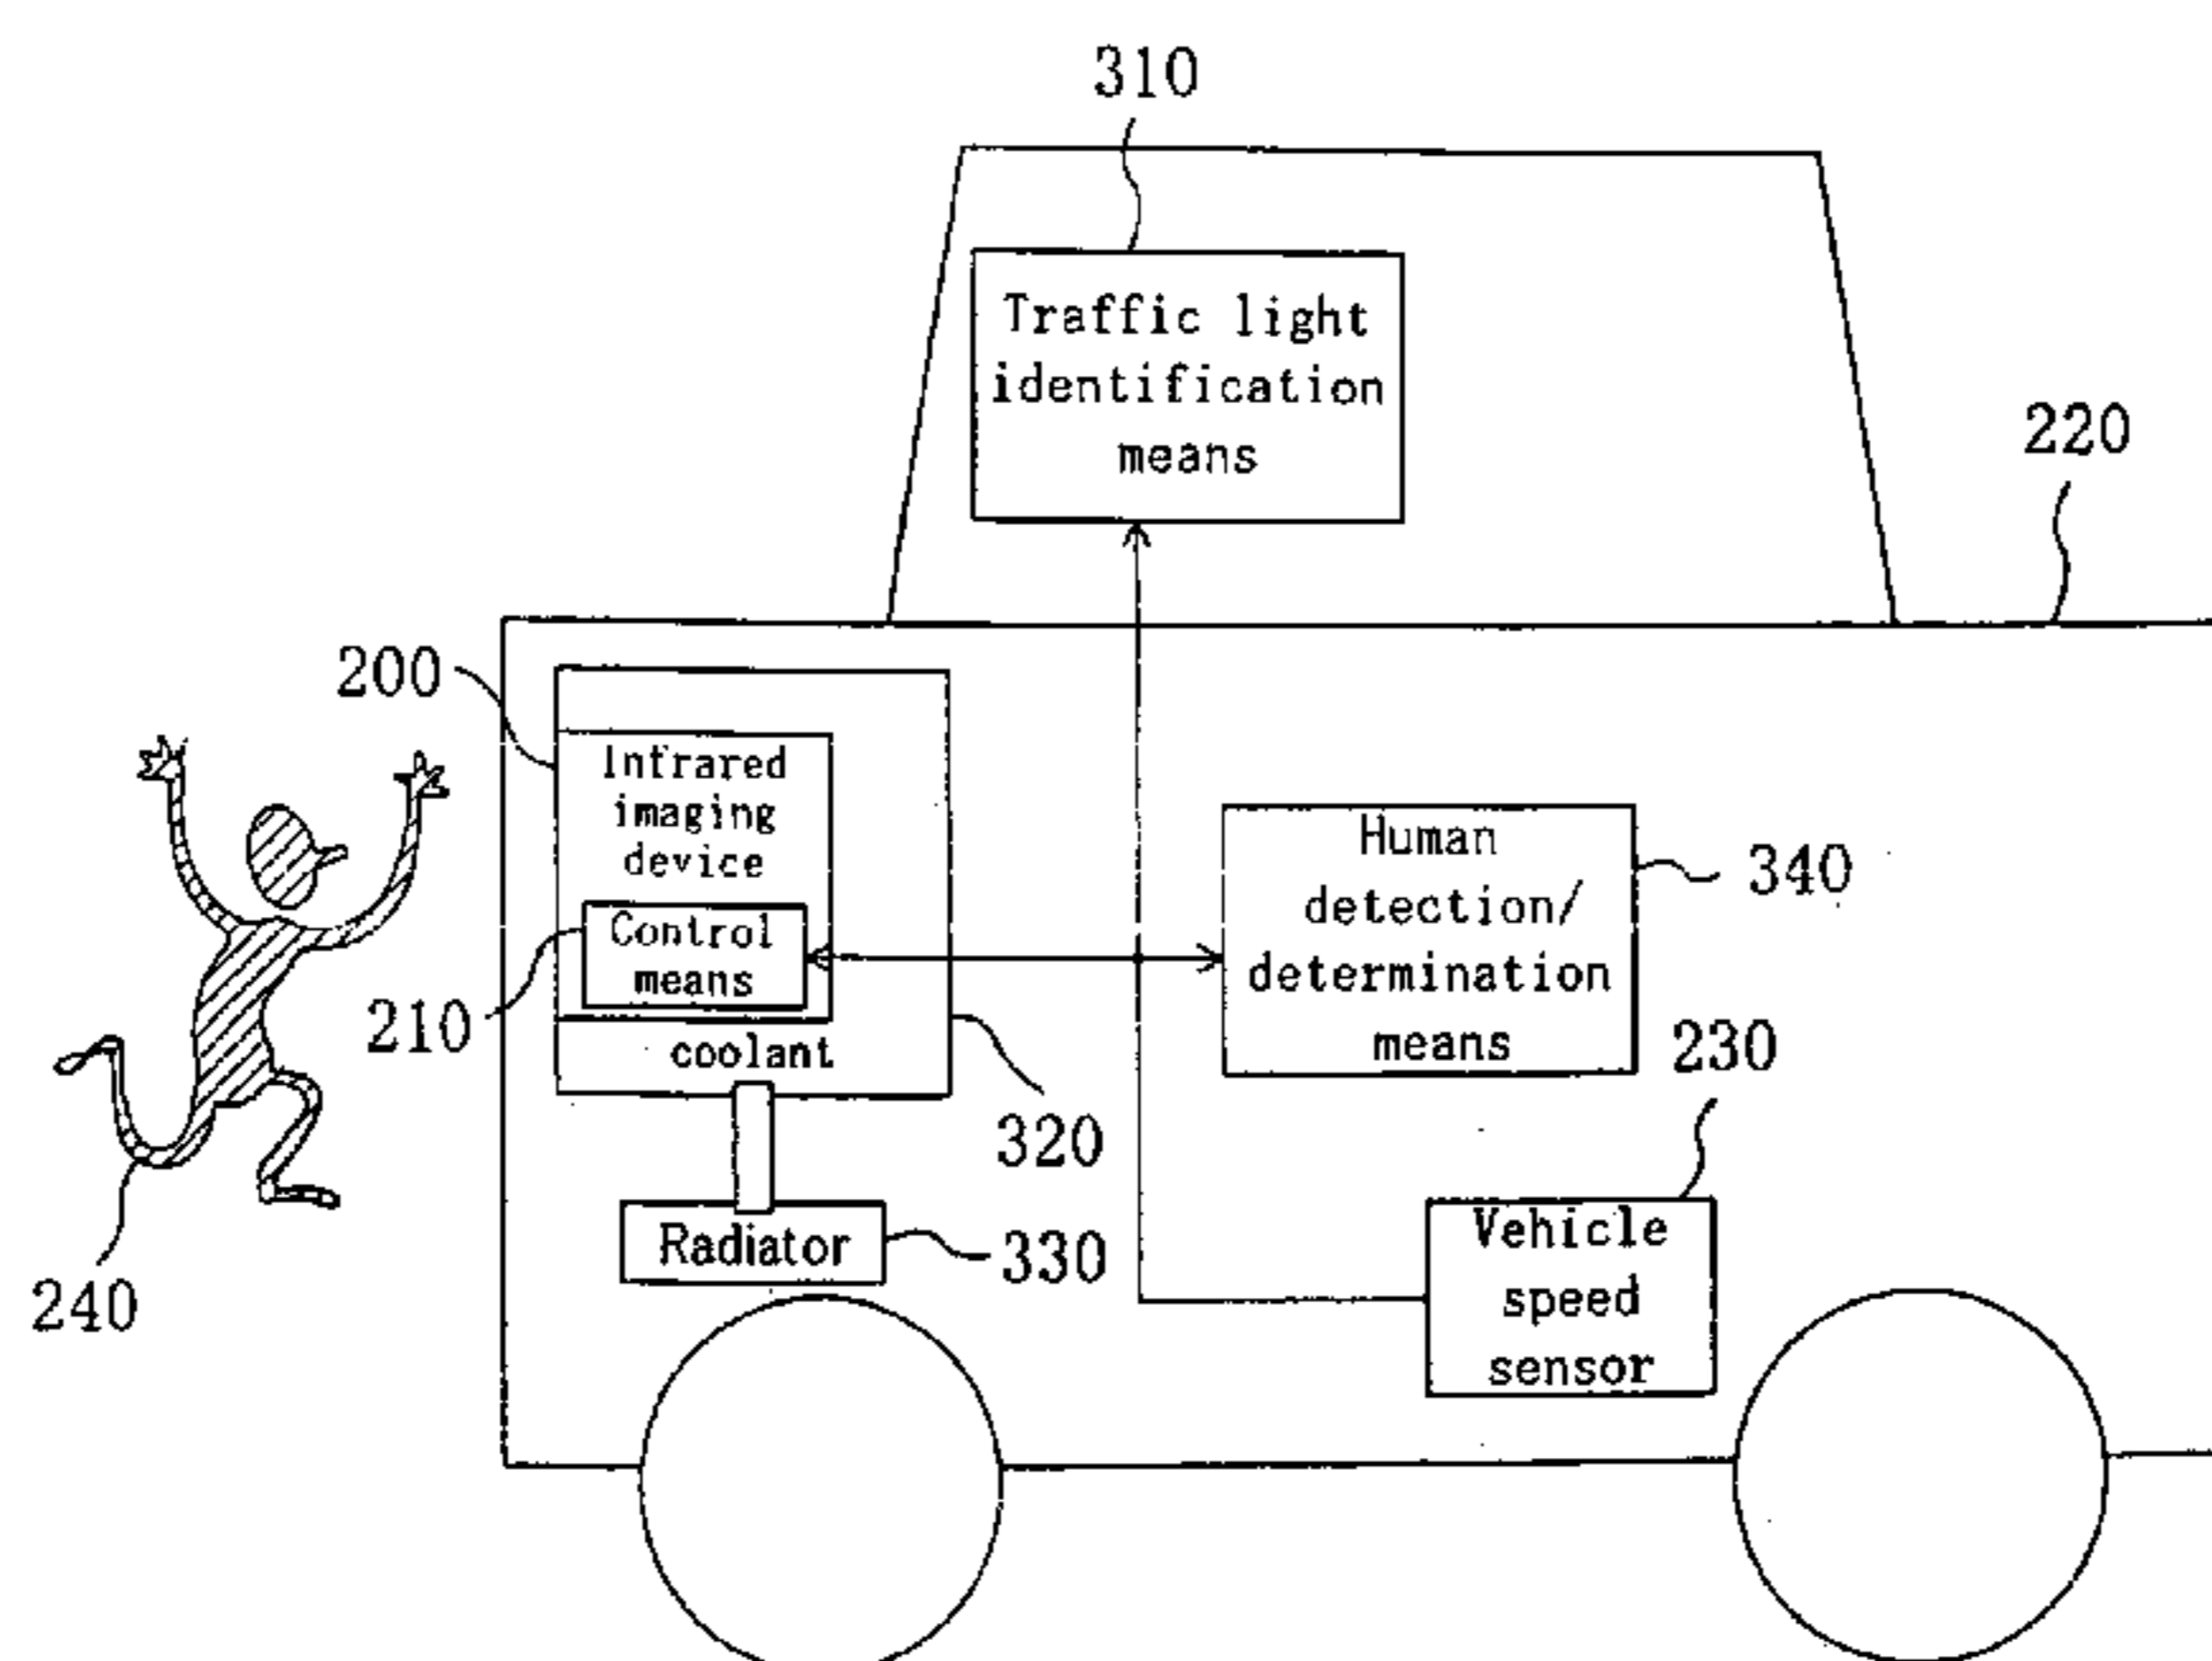 310
Traffic light
identification
means
220
200
Infrared
imaging
device
Control
means
210
coolant
320
Radiator
330
Human
detection/
determination
means
340
230
Vehicle
speed
sensor
240